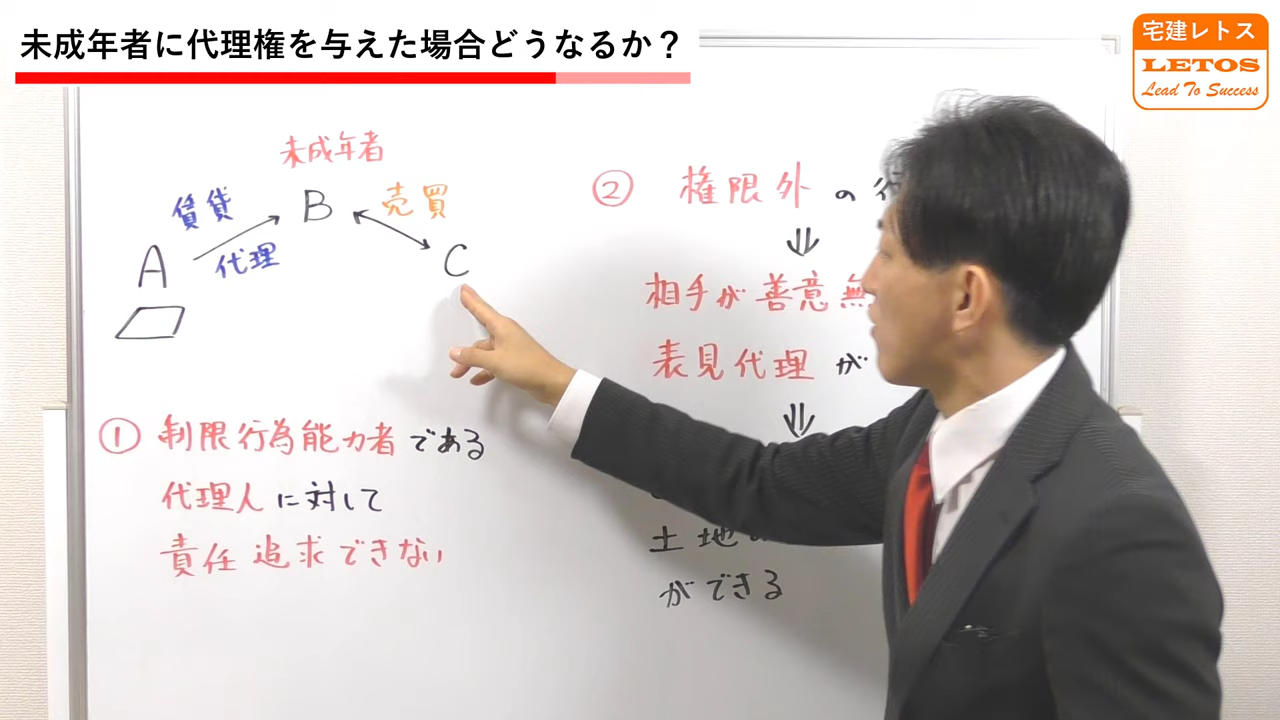 未成年者に代理権を与えた場合どうなるか？
宅建レトス
LETOS
Lead To Success
未成年者
賃貸
B
売買
代理
A
C
① 制限行為能力者である
代理人に対して
責任追求できない
② 権限外の行
相手が善意無
表見代理が
土地
ができる